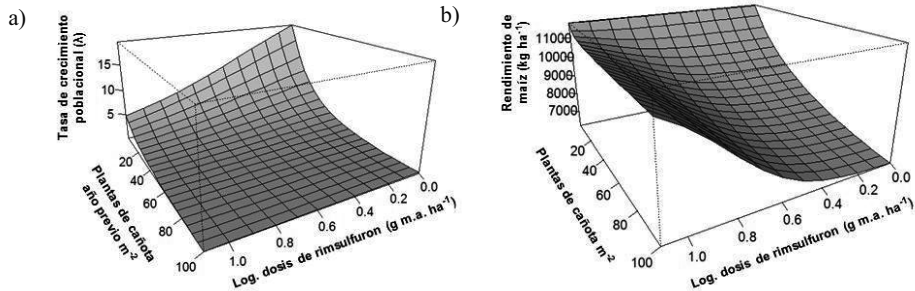 a)
Tasa de crecimiento
poblacional (λ)
15
10
5
20
40
60
80
100
Plantas de cañota
año previo m⁻²
1.0
0.8
0.6
0.4
0.2
0.0
Log. dosis de rimsulfuron (g m.a. ha⁻¹)
b)
Rendimiento de
maíz (kg ha⁻¹)
11000
10000
9000
8000
7000
20
40
60
80
100
Plantas de cañota m⁻²
1.0
0.8
0.6
0.4
0.2
0.0
Log. dosis de rimsulfuron (g m.a. ha⁻¹)